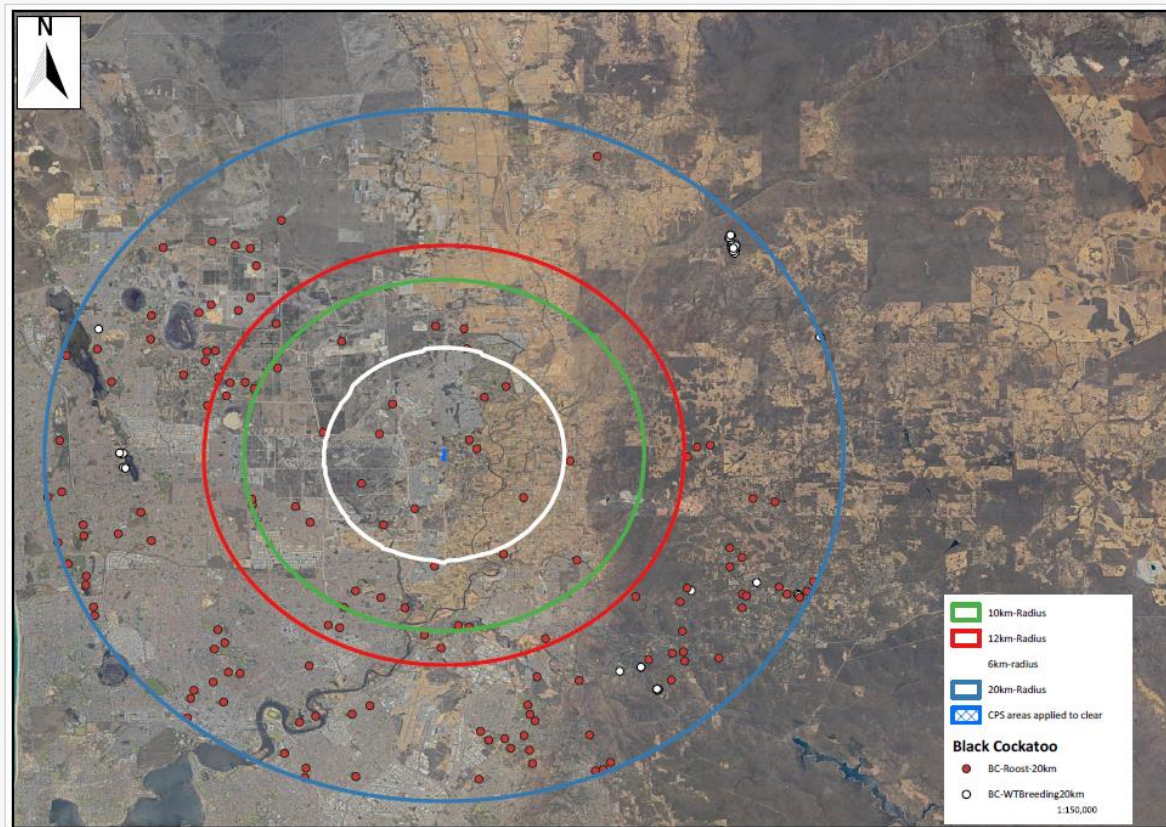 N
10km-Radius
12km-Radius
6km-radius
20km-Radius
CPS areas applied to clear
Black Cockatoo
BC-Roost-20km
BC-WTBreeding20km
1:150,000